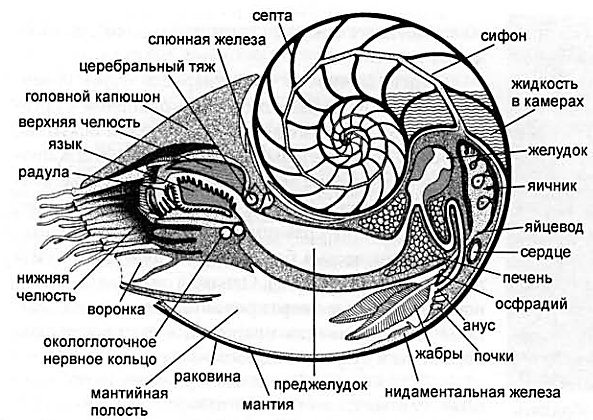 септа
слюнная железа
сифон
церебральный тяж
жидкость
в камерах
головной капюшон
верхняя челюсть
язык
радула
желудок
яичник
яйцевод
сердце
печень
осфрадий
анус
почки
жабры
нижняя
челюсть
воронка
окологлоточное
нервное кольцо
раковина
преджелудок
нидаментальная железа
мантийная
полость
мантия